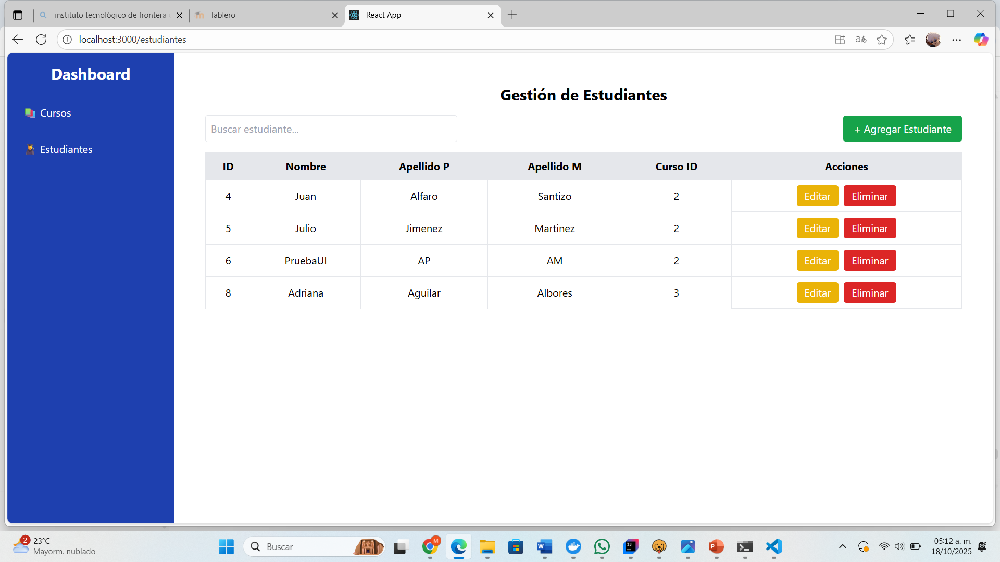 instituto tecnológico de frontera
Tablero
React App
localhost:3000/estudiantes
Dashboard
Cursos
Estudiantes
Gestión de Estudiantes
Buscar estudiante...
+ Agregar Estudiante
ID Nombre Apellido P Apellido M Curso ID Acciones
4 Juan Alfaro Santizo 2 Editar Eliminar
5 Julio Jimenez Martinez 2 Editar Eliminar
6 PruebaUI AP AM 2 Editar Eliminar
8 Adriana Aguilar Albores 3 Editar Eliminar
2 23°C
Mayorm. nublado
Buscar
05:12 a. m.
18/10/2025